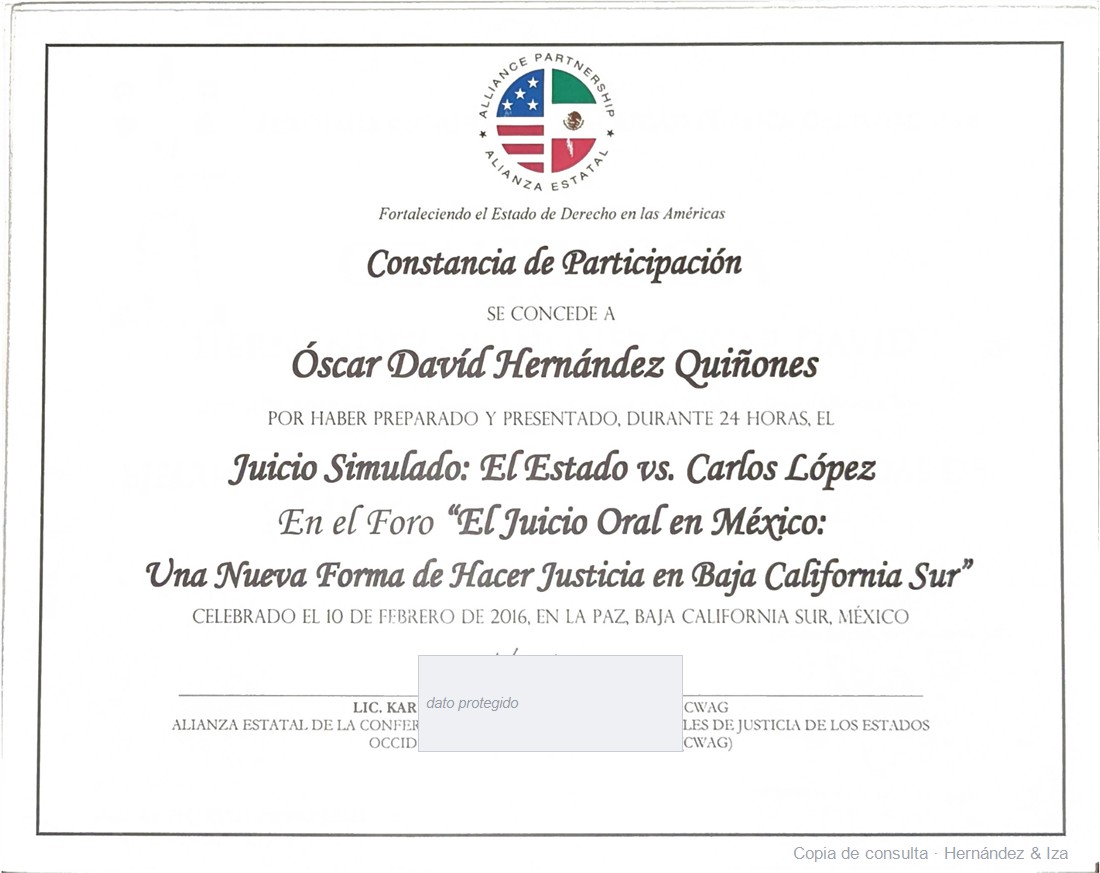 ALLIANCE PARTNERSHIP
ALIANZA ESTATAL
Fortaleciendo el Estado de Derecho en las Américas
Constancia de Participación
SE CONCEDE A
Óscar Davíd Hernández Quiñones
POR HABER PREPARADO Y PRESENTADO, DURANTE 24 HORAS, EL
Juicio Simulado: El Estado vs. Carlos López
En el Foro “El Juicio Oral en México:
Una Nueva Forma de Hacer Justicia en Baja California Sur”
CELEBRADO EL 10 DE FEBRERO DE 2016, EN LA PAZ, BAJA CALIFORNIA SUR, MÉXICO
dato protegido
LIC. KAR CWAG
ALIANZA ESTATAL DE LA CONFER LES DE JUSTICIA DE LOS ESTADOS
OCCID CWAG)
Copia de consulta · Hernández & Iza